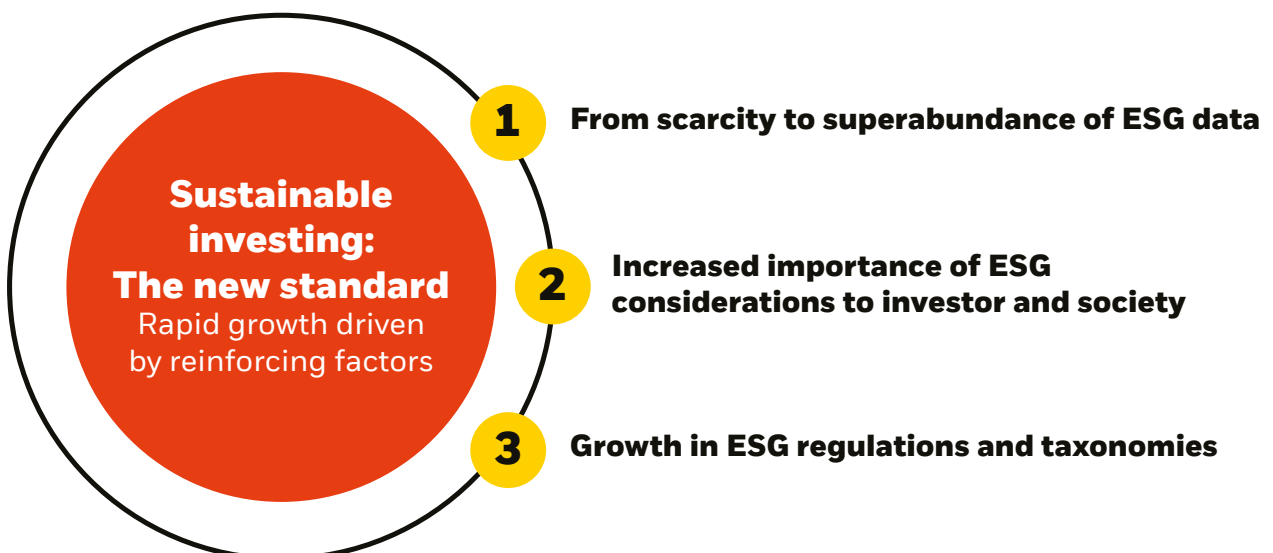 Sustainable
investing:
The new standard
Rapid growth driven
by reinforcing factors
1
From scarcity to superabundance of ESG data
2
Increased importance of ESG
considerations to investor and society
3
Growth in ESG regulations and taxonomies